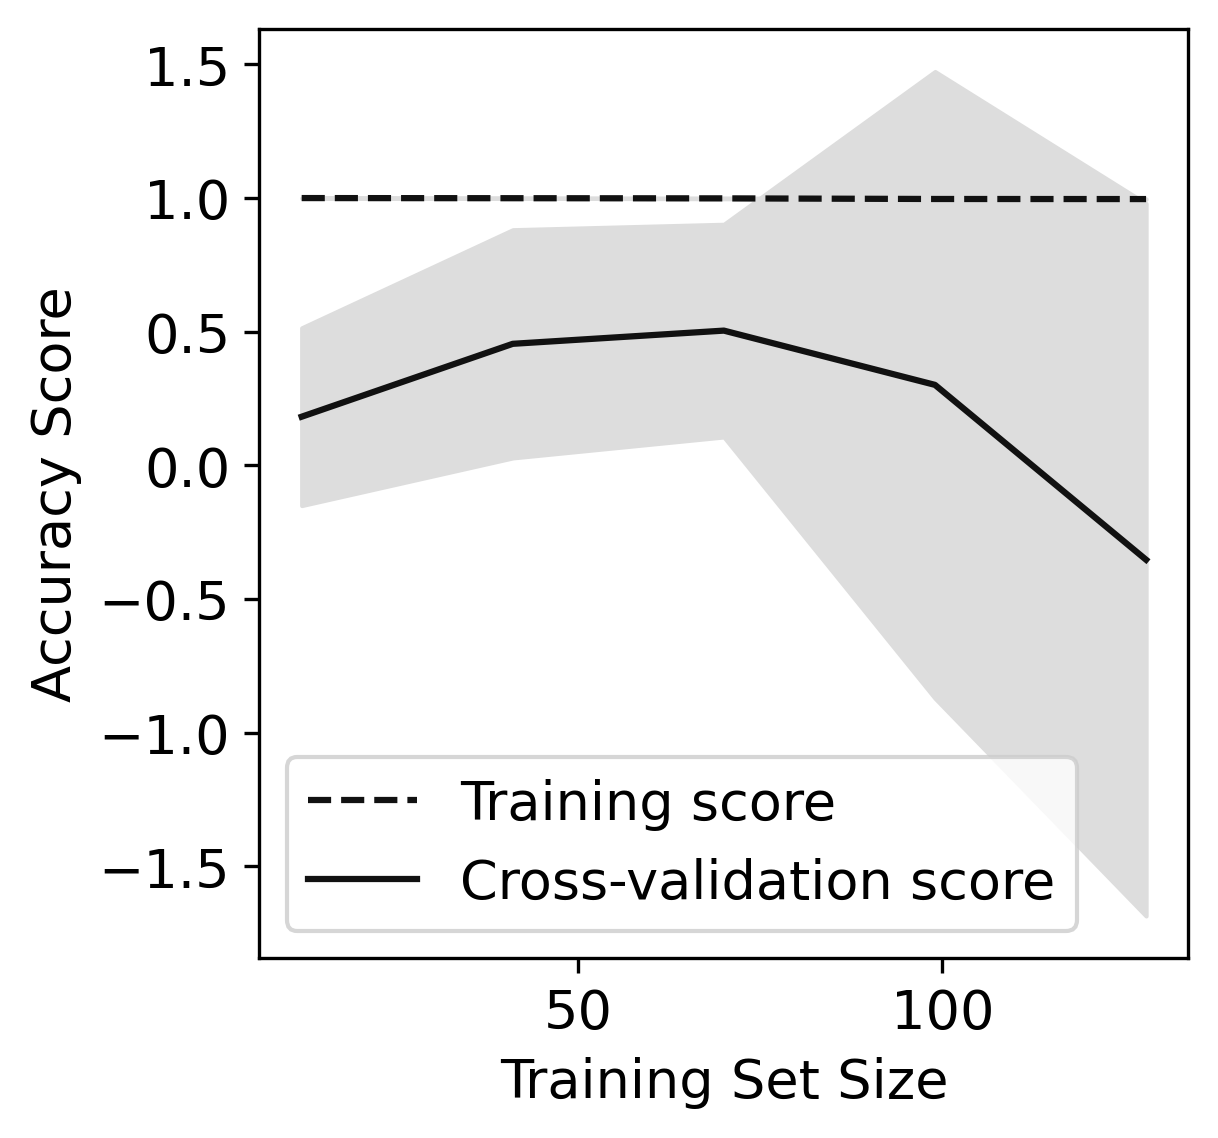 1.5
1.0
0.5
0.0
−0.5
−1.0
−1.5
Accuracy Score
Training score
Cross-validation score
50 100
Training Set Size